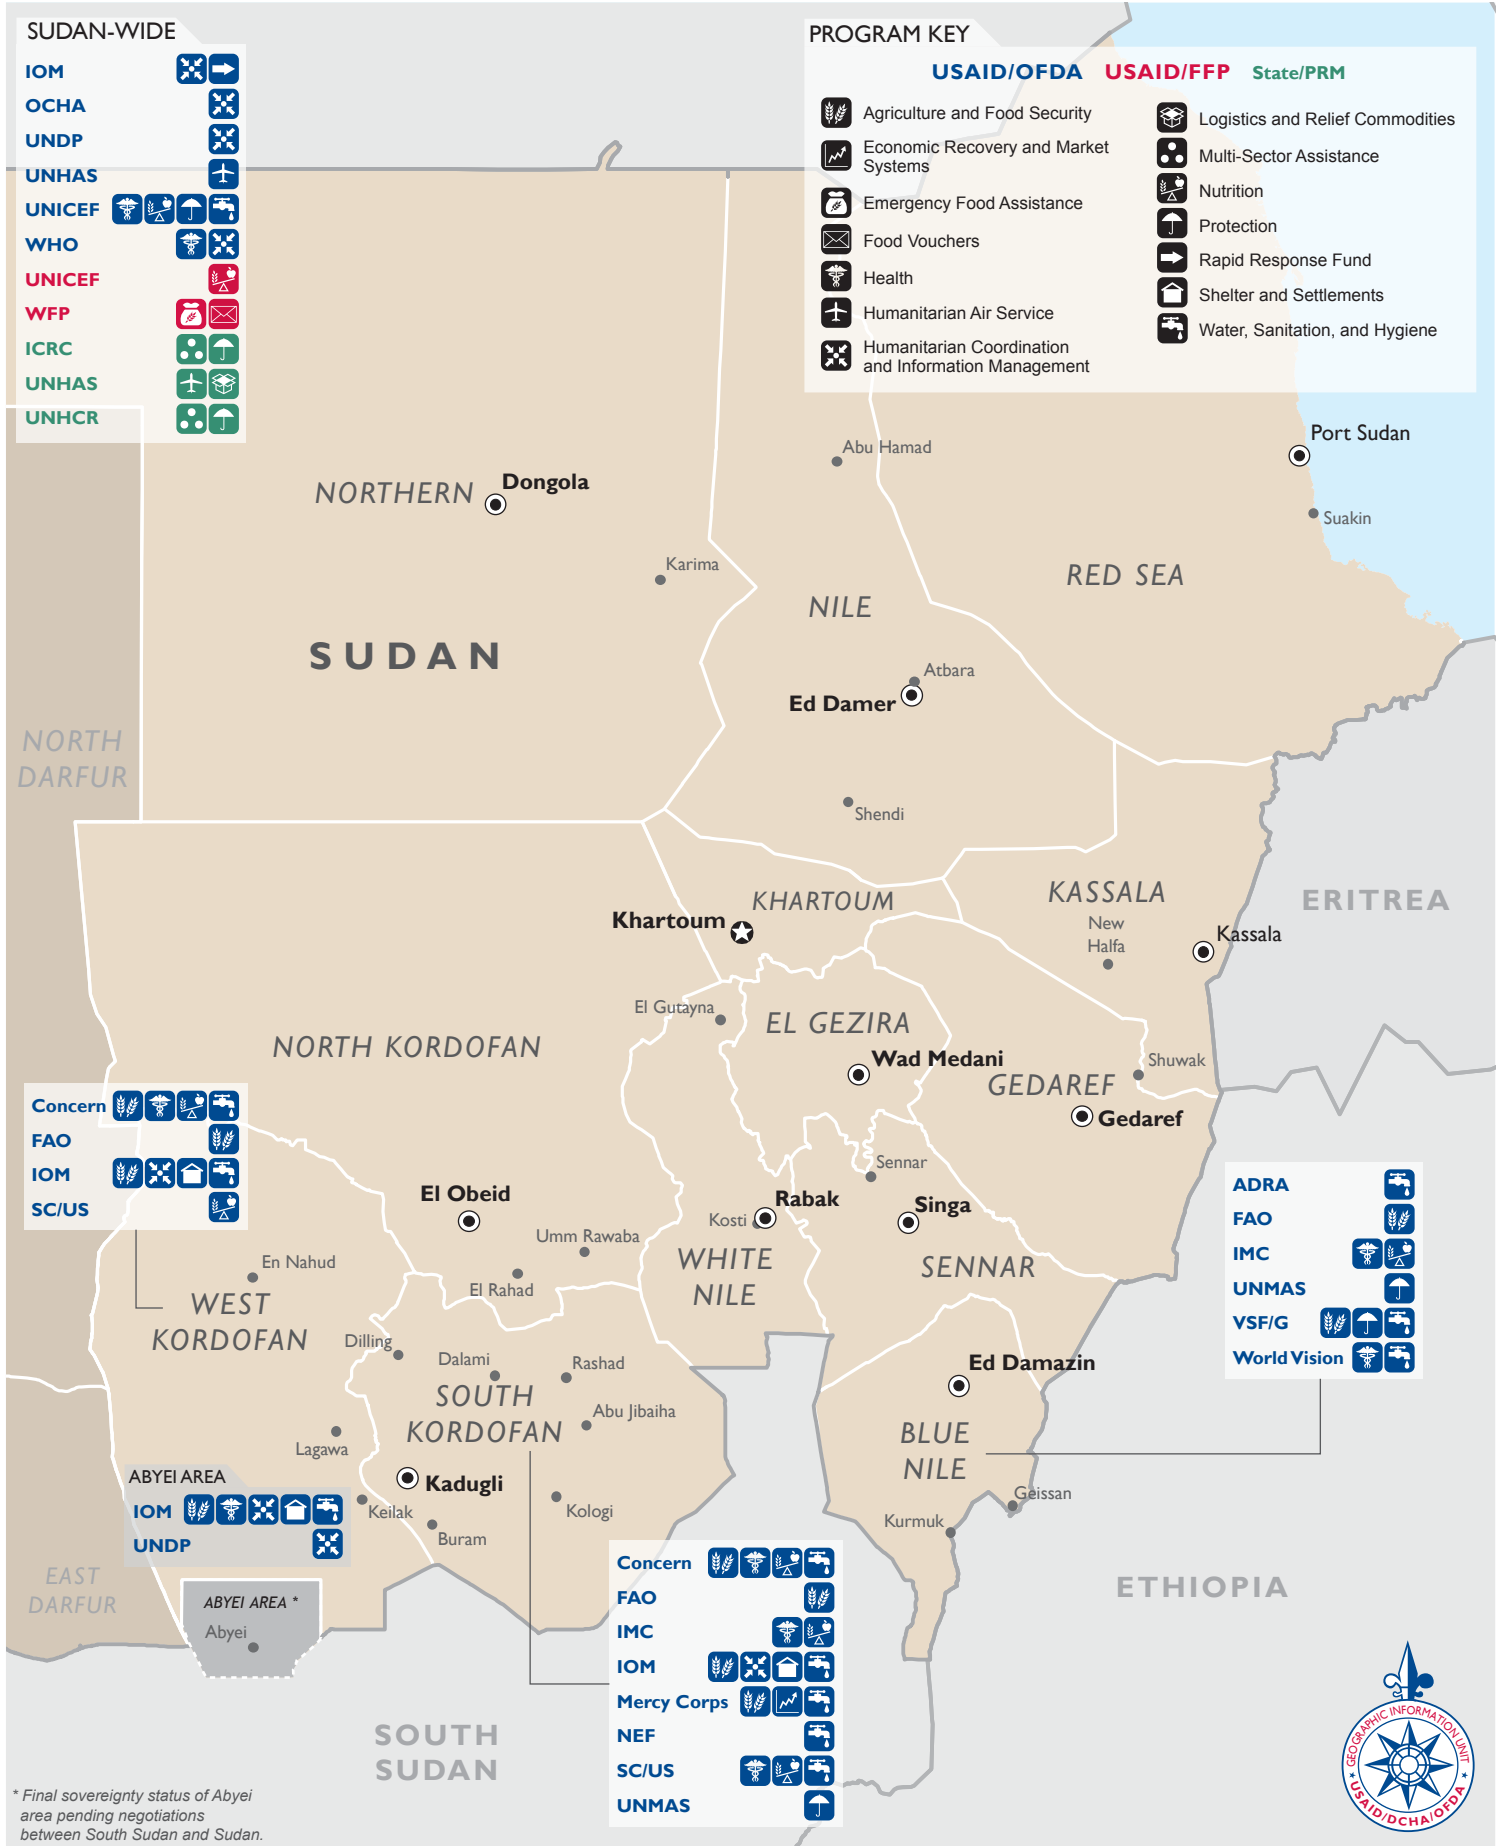 SUDAN-WIDE
IOM
OCHA
UNDP
UNHAS
UNICEF
WHO
UNICEF
WFP
ICRC
UNHAS
UNHCR
PROGRAM KEY
USAID/OFDA USAID/FFP State/PRM
Agriculture and Food Security
Economic Recovery and Market
Systems
Emergency Food Assistance
Food Vouchers
Health
Humanitarian Air Service
Humanitarian Coordination
and Information Management
Logistics and Relief Commodities
Multi-Sector Assistance
Nutrition
Protection
Rapid Response Fund
Shelter and Settlements
Water, Sanitation, and Hygiene
Port Sudan
Abu Hamad
Dongola
NORTHERN
Suakin
Karima
RED SEA
NILE
SUDAN
Atbara
Ed Damer
NORTH
DARFUR
Shendi
KHARTOUM
KASSALA
ERITREA
Khartoum
New
Halfa
Kassala
El Gutayna
EL GEZIRA
NORTH KORDOFAN
Wad Medani
Shuwak
GEDAREF
Gedaref
Concern
FAO
IOM
SC/US
Sennar
El Obeid
Rabak
Singa
Kosti
Umm Rawaba
En Nahud
El Rahad
WHITE
NILE
SENNAR
ADRA
FAO
IMC
UNMAS
VSF/G
World Vision
WEST
KORDOFAN
Dilling
Dalami
Rashad
Ed Damazin
SOUTH
KORDOFAN
Abu Jibaiha
Lagawa
BLUE
NILE
ABYEI AREA
IOM
UNDP
Kadugli
Keilak
Kologi
Buram
Geissan
Kurmuk
EAST
DARFUR
ABYEI AREA *
Abyei
Concern
FAO
IMC
IOM
Mercy Corps
NEF
SC/US
UNMAS
ETHIOPIA
SOUTH
SUDAN
GEOGRAPHIC INFORMATION UNIT
USAID/DCHA/OFDA
* Final sovereignty status of Abyei
area pending negotiations
between South Sudan and Sudan.